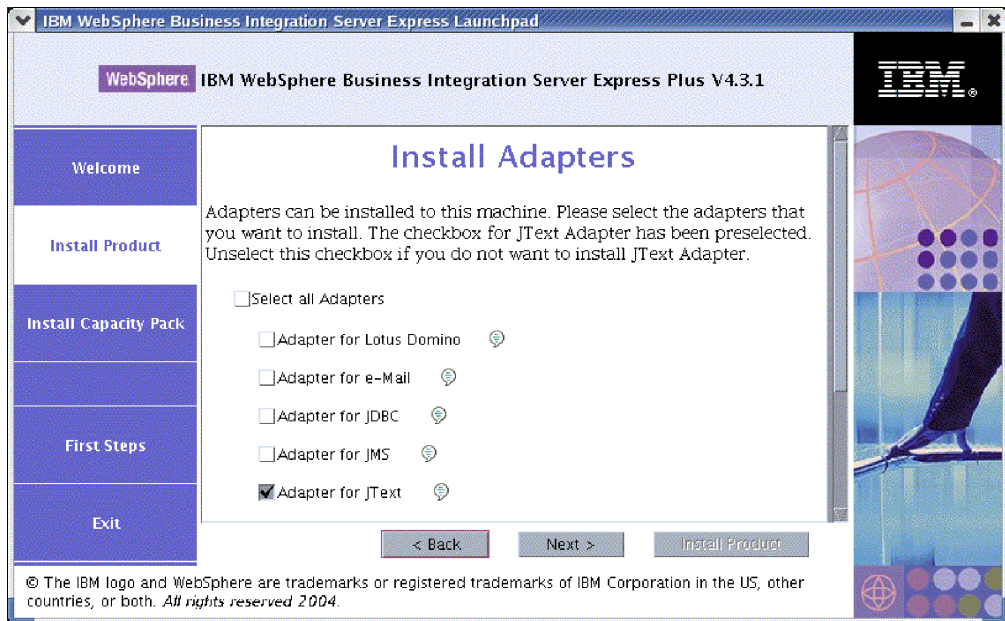 IBM WebSphere Business Integration Server Express Launchpad
WebSphere IBM WebSphere Business Integration Server Express Plus V4.3.1
IBM®
Welcome
Install Product
Install Capacity Pack
First Steps
Exit
Install Adapters
Adapters can be installed to this machine. Please select the adapters that
you want to install. The checkbox for JText Adapter has been preselected.
Unselect this checkbox if you do not want to install JText Adapter.
Select all Adapters
Adapter for Lotus Domino
Adapter for e-Mail
Adapter for JDBC
Adapter for JMS
Adapter for JText
< Back
Next >
Install Product
© The IBM logo and WebSphere are trademarks or registered trademarks of IBM Corporation in the US, other
countries, or both. All rights reserved 2004.